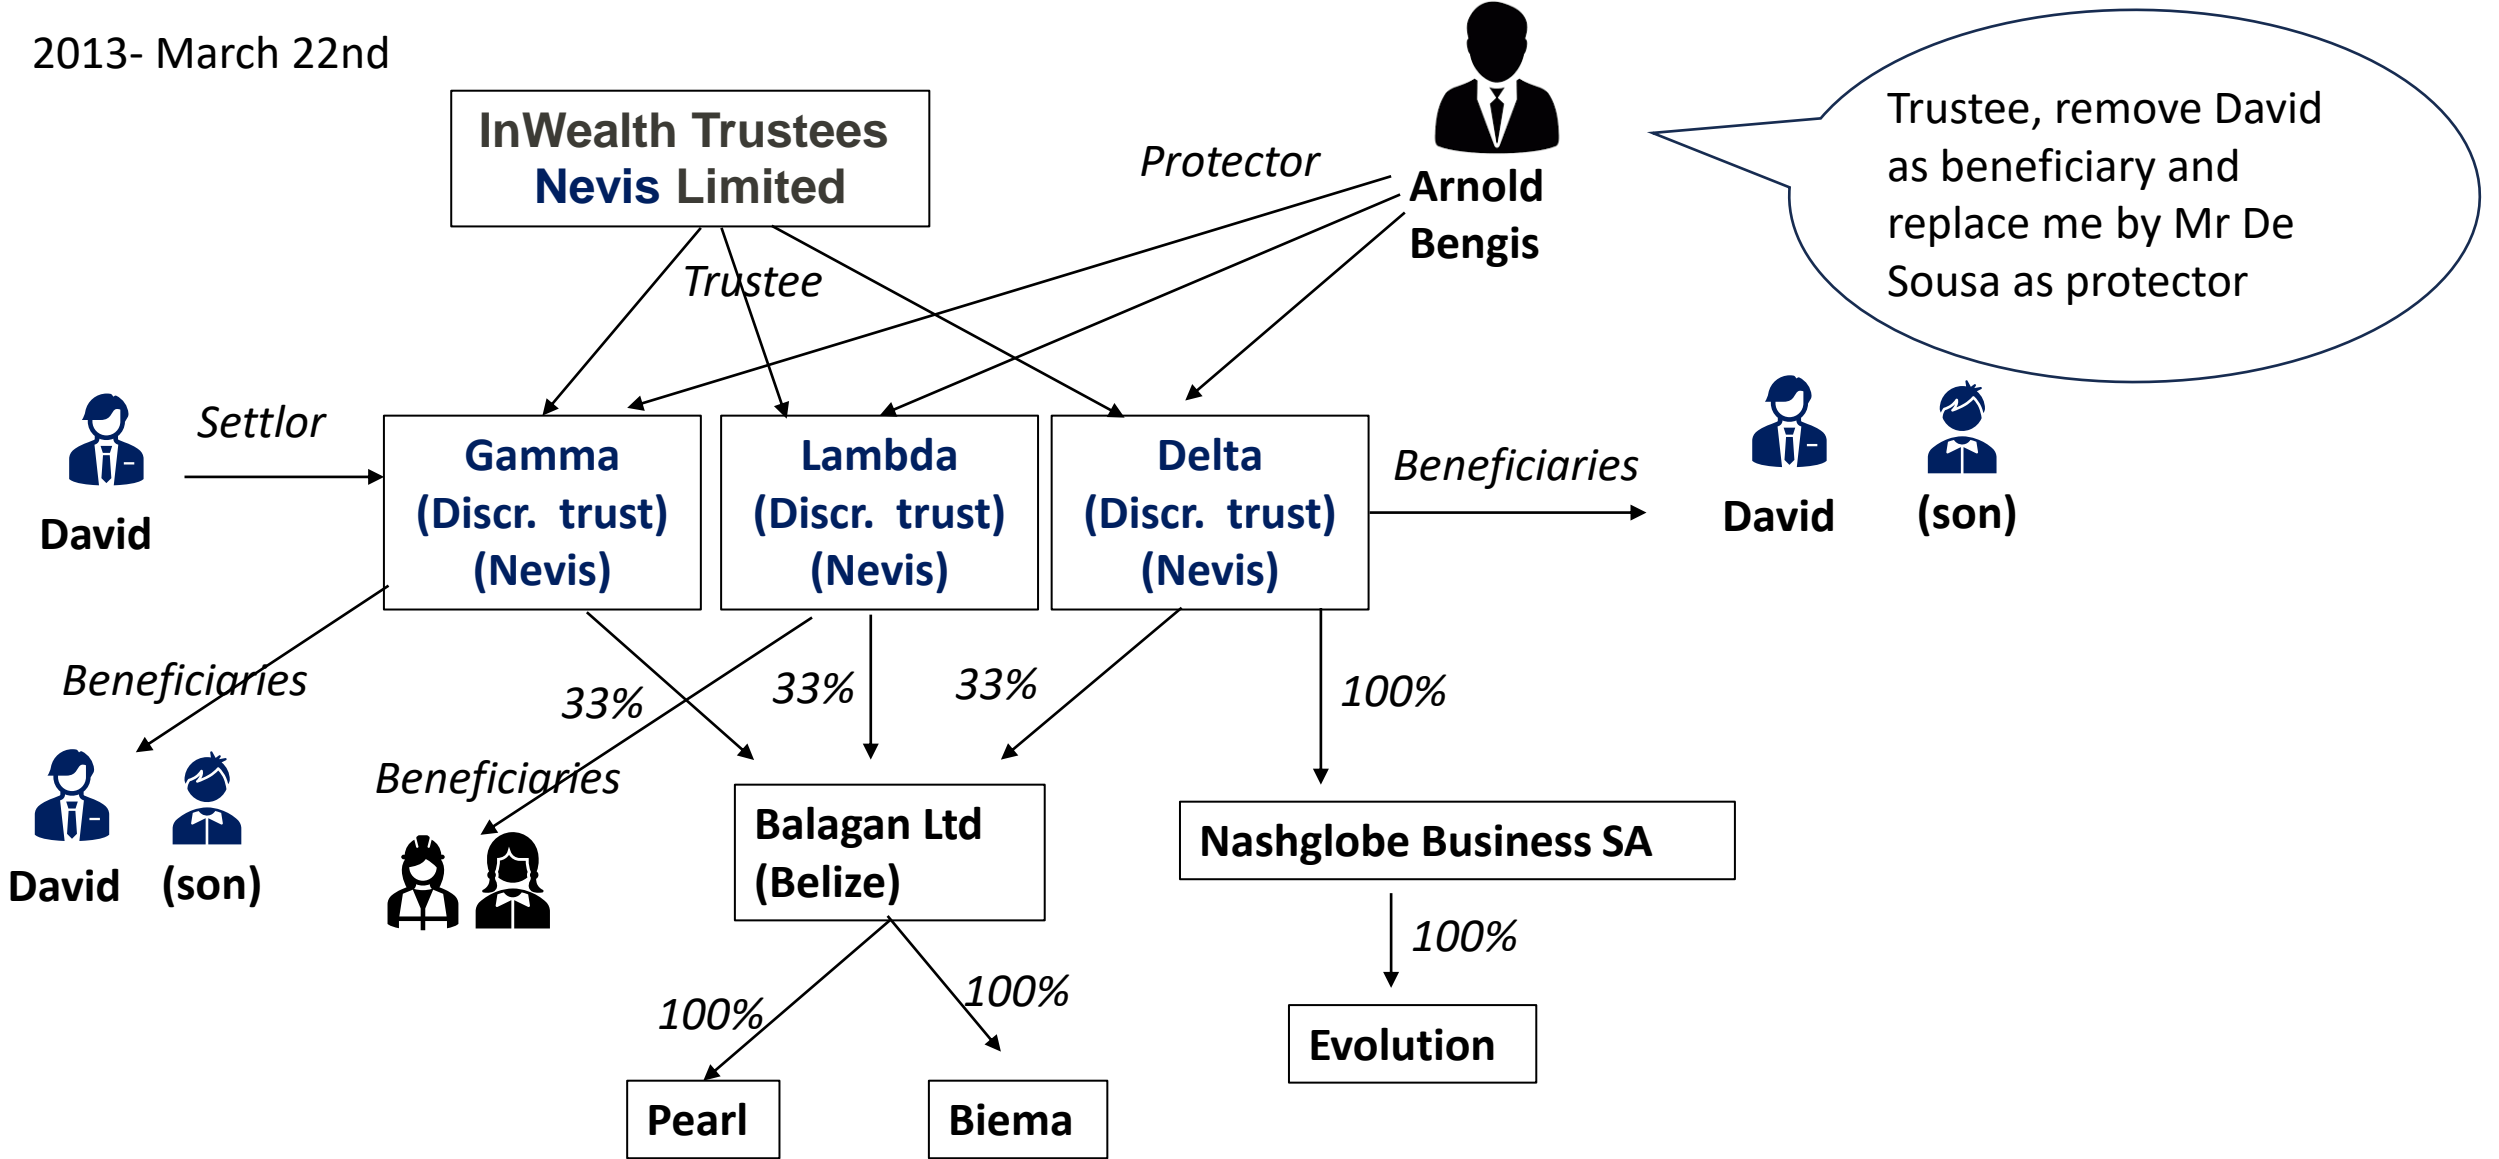 2013- March 22nd
InWealth Trustees
Nevis Limited
Protector
Arnold
Bengis
Trustee, remove David
as beneficiary and
replace me by Mr De
Sousa as protector
Trustee
Settlor
David
Gamma
(Discr.  trust)
(Nevis)
Lambda
(Discr.  trust)
(Nevis)
Delta
(Discr.  trust)
(Nevis)
Beneficiaries
David
(son)
Beneficiaries
33%
33%
33%
100%
David
(son)
Beneficiaries
Balagan Ltd
(Belize)
Nashglobe Business SA
100%
100%
100%
Pearl
Biema
Evolution